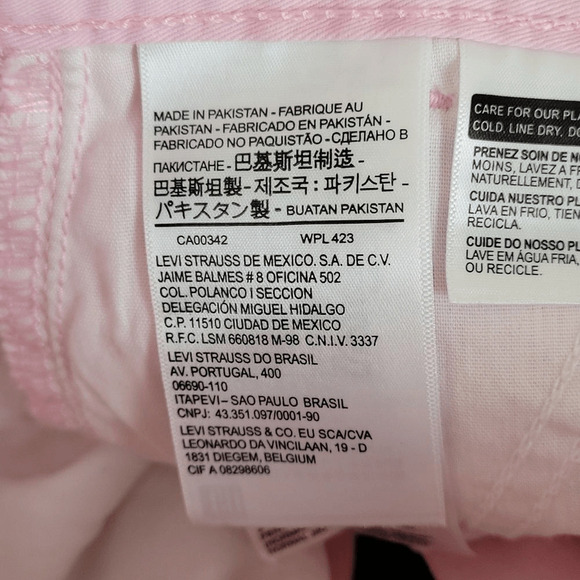 MADE IN PAKISTAN - FABRIQUE AU
PAKISTAN - FABRICADO EN PAKISTÁN -
FABRICADO NO PAQUISTÃO - СДЕЛАНО В
ПАКИСТАНЕ - 巴基斯坦制造 -
巴基斯坦製 - 제조국 : 파키스탄 -
パキスタン製 - BUATAN PAKISTAN
CA00342 WPL 423
LEVI STRAUSS DE MEXICO. S.A. DE C.V.
JAIME BALMES # 8 OFICINA 502
COL. POLANCO I SECCION
DELEGACIÓN MIGUEL HIDALGO
C.P. 11510 CIUDAD DE MEXICO
R.F.C. LSM 660818 M-98 C.N.I.V. 3337
LEVI STRAUSS DO BRASIL
AV. PORTUGAL, 400
06690-110
ITAPEVI – SAO PAULO BRASIL
CNPJ: 43.351.097/0001-90
LEVI STRAUSS & CO. EU SCA/CVA
LEONARDO DA VINCILAAN, 19 - D
1831 DIEGEM, BELGIUM
CIF A 08298606
CARE FOR OUR PLA
COLD, LINE DRY, DO
PRENEZ SOIN DE N
MOINS, LAVEZ A FR
NATURELLEMENT, D
CUIDA NUESTRO PL
LAVA EN FRIO, TIEN
RECICLA.
CUIDE DO NOSSO PL
LAVE EM ÁGUA FRIA,
OU RECICLE.